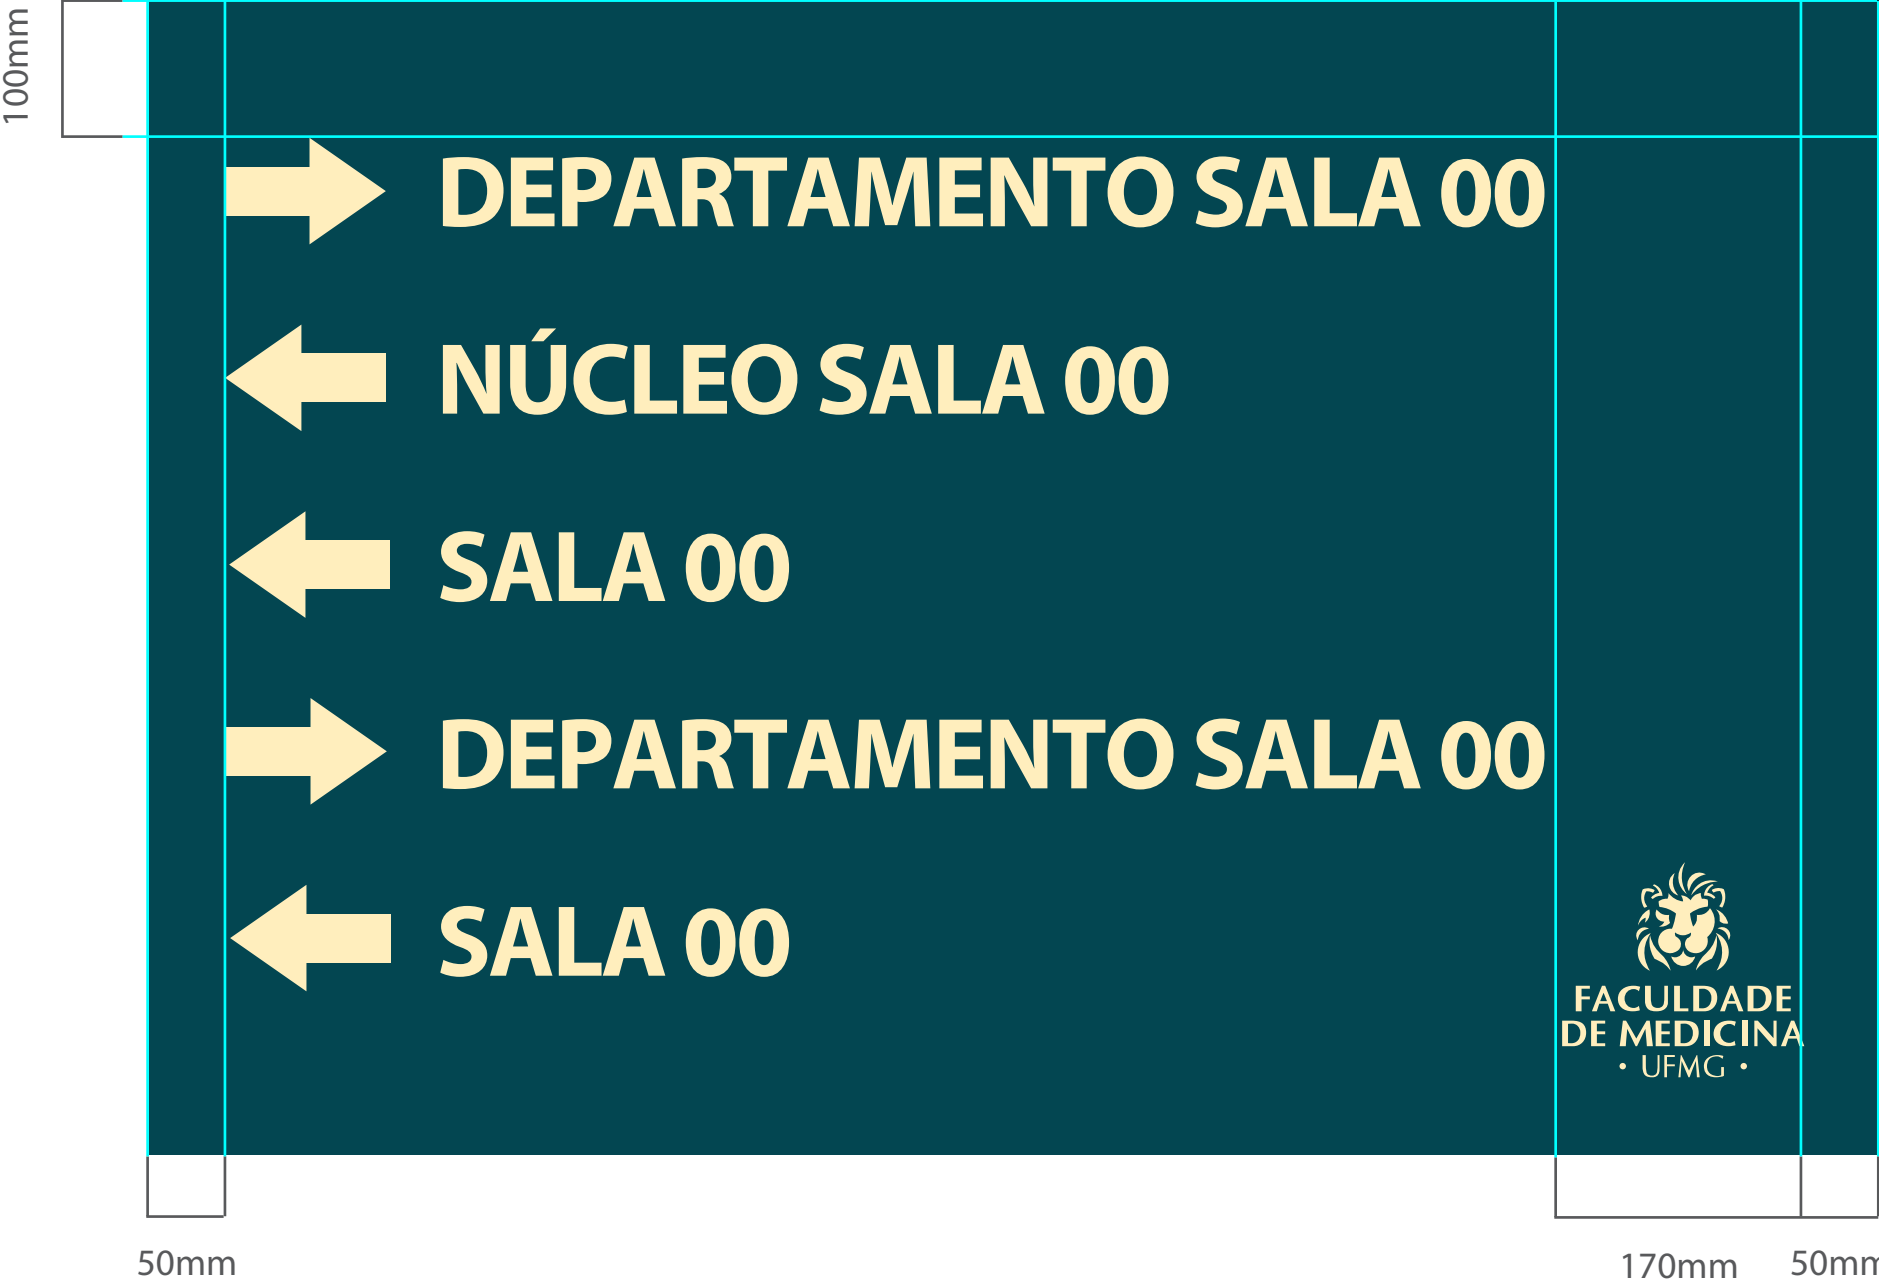 100mm
DEPARTAMENTO SALA 00
NÚCLEO SALA 00
SALA 00
DEPARTAMENTO SALA 00
SALA 00
FACULDADE
DE MEDICINA
• UFMG •
50mm
170mm
50mm